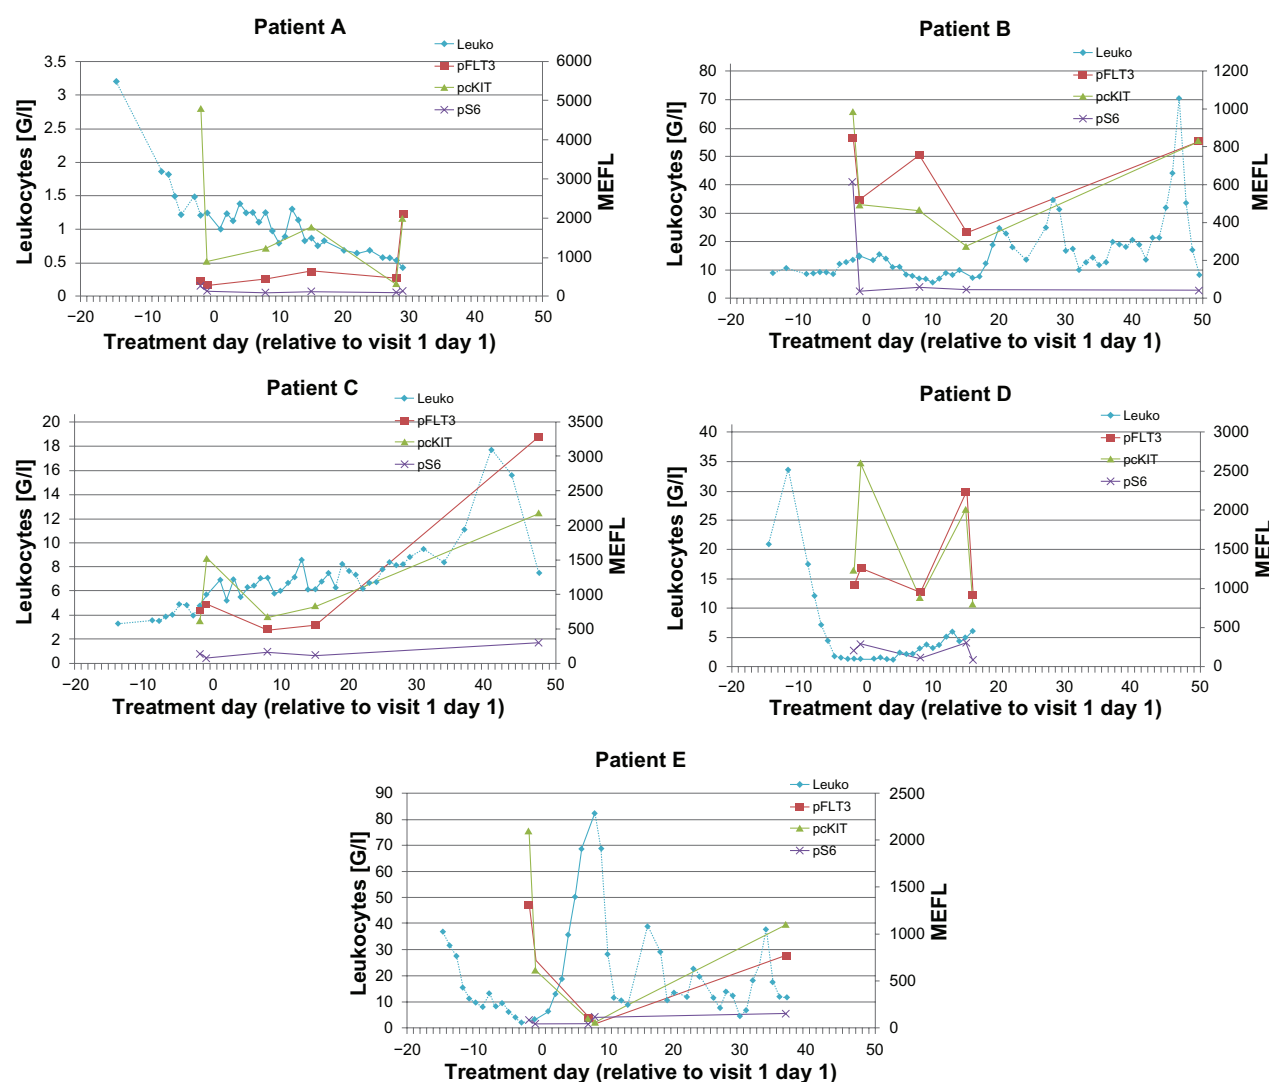 Patient A
Leuko
pFLT3
pcKIT
pS6
Leukocytes [G/l]
3.5
3
2.5
2
1.5
1
0.5
0
6000
5000
4000
3000
2000
1000
0
MEFL
−20 −10 0 10 20 30 40 50
Treatment day (relative to visit 1 day 1)
Patient B
Leuko
pFLT3
pcKIT
pS6
Leukocytes [G/l]
80
70
60
50
40
30
20
10
0
1200
1000
800
600
400
200
0
MEFL
−20 −10 0 10 20 30 40 50
Treatment day (relative to visit 1 day 1)
Patient C
Leuko
pFLT3
pcKIT
pS6
Leukocytes [G/l]
20
18
16
14
12
10
8
6
4
2
0
3500
3000
2500
2000
1500
1000
500
0
MEFL
−20 −10 0 10 20 30 40 50
Treatment day (relative to visit 1 day 1)
Patient D
Leuko
pFLT3
pcKIT
pS6
Leukocytes [G/l]
40
35
30
25
20
15
10
5
0
3000
2500
2000
1500
1000
500
0
MEFL
−20 −10 0 10 20 30 40 50
Treatment day (relative to visit 1 day 1)
Patient E
Leuko
pFLT3
pcKIT
pS6
Leukocytes [G/l]
90
80
70
60
50
40
30
20
10
0
2500
2000
1500
1000
500
0
MEFL
−20 −10 0 10 20 30 40 50
Treatment day (relative to visit 1 day 1)